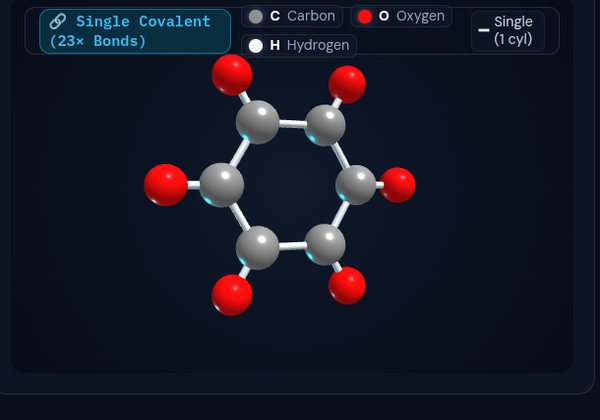 🔗 Single Covalent
(23× Bonds)
C Carbon
O Oxygen
H Hydrogen
Single
(1 cyl)